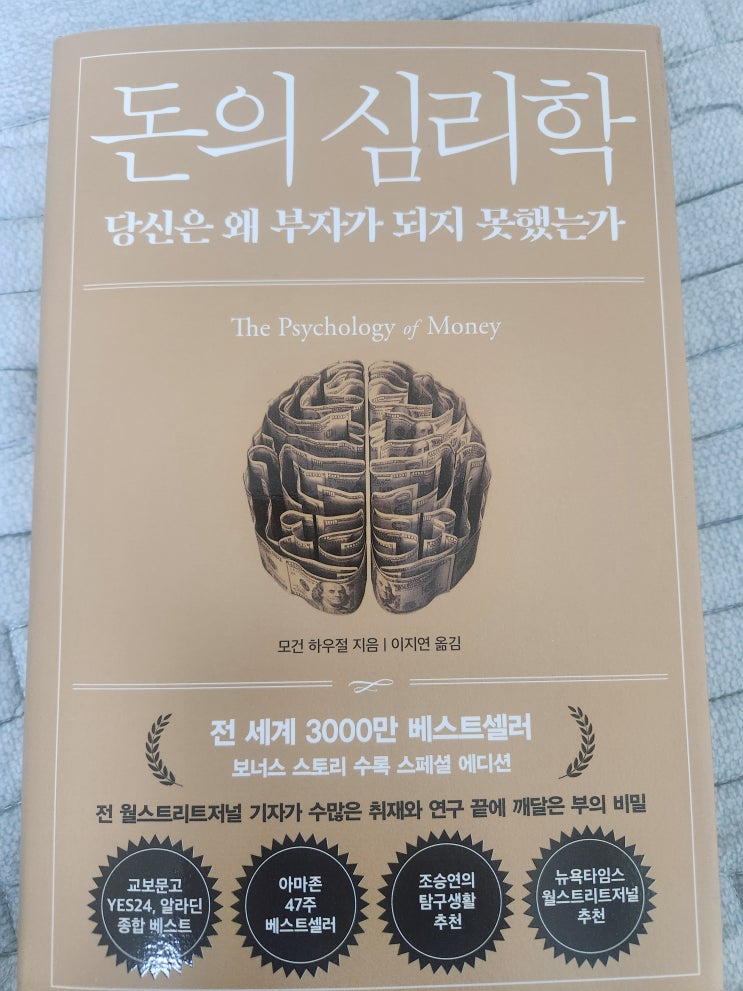 돈의 심리학
당신은 왜 부자가 되지 못했는가
The Psychology of Money
모건 하우절 지음 | 이지연 옮김
전 세계 3000만 베스트셀러
보너스 스토리 수록 스페셜 에디션
전 월스트리트저널 기자가 수많은 취재와 연구 끝에 깨달은 부의 비밀
교보문고
YES24, 알라딘
종합 베스트
아마존
47주
베스트셀러
조승연의
탐구생활
추천
뉴욕타임스
월스트리트저널
추천